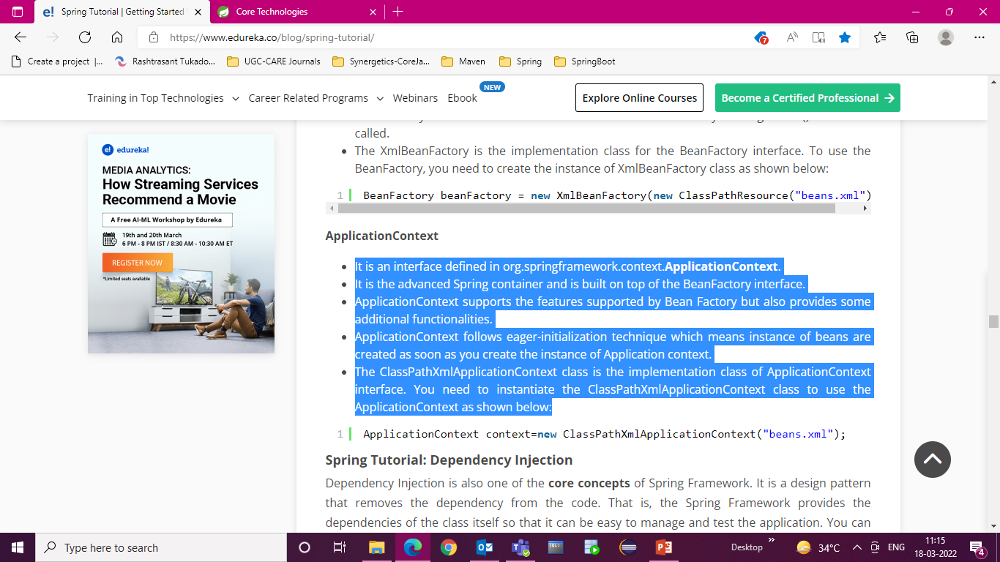 e! Spring Tutorial | Getting Started
Core Technologies
https://www.edureka.co/blog/spring-tutorial/
7
Create a project |...
Rashtrasant Tukado...
UGC-CARE Journals
Synergetics-CoreJa...
Maven
Spring
SpringBoot
Training in Top Technologies
Career Related Programs
Webinars
Ebook
NEW
Explore Online Courses
Become a Certified Professional
e! edureka!
MEDIA ANALYTICS:
How Streaming Services
Recommend a Movie
A Free AI-ML Workshop by Edureka
19th and 20th March
6 PM - 8 PM IST / 8:30 AM - 10:30 AM ET
REGISTER NOW
*Limited seats available
called.
The XmlBeanFactory is the implementation class for the BeanFactory interface. To use the
BeanFactory, you need to create the instance of XmlBeanFactory class as shown below:
1 BeanFactory beanFactory = new XmlBeanFactory(new ClassPathResource("beans.xml")
ApplicationContext
It is an interface defined in org.springframework.context.ApplicationContext.
It is the advanced Spring container and is built on top of the BeanFactory interface.
ApplicationContext supports the features supported by Bean Factory but also provides some
additional functionalities.
ApplicationContext follows eager-initialization technique which means instance of beans are
created as soon as you create the instance of Application context.
The ClassPathXmlApplicationContext class is the implementation class of ApplicationContext
interface. You need to instantiate the ClassPathXmlApplicationContext class to use the
ApplicationContext as shown below:
1 ApplicationContext context=new ClassPathXmlApplicationContext("beans.xml");
Spring Tutorial: Dependency Injection
Dependency Injection is also one of the core concepts of Spring Framework. It is a design pattern
that removes the dependency from the code. That is, the Spring Framework provides the
dependencies of the class itself so that it can be easy to manage and test the application. You can
Type here to search
SQL
Desktop
34°C
ENG
11:15
18-03-2022
4